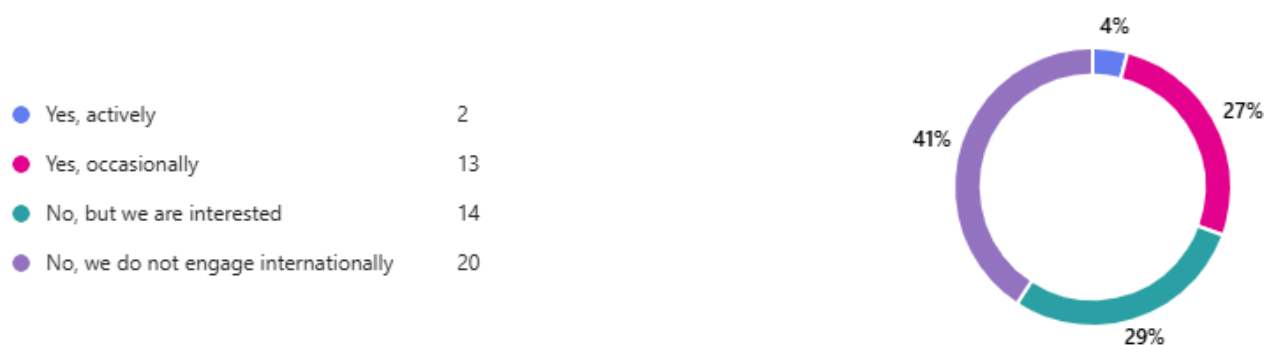 Yes, actively 2
Yes, occasionally 13
No, but we are interested 14
No, we do not engage internationally 20
4%
27%
41%
29%